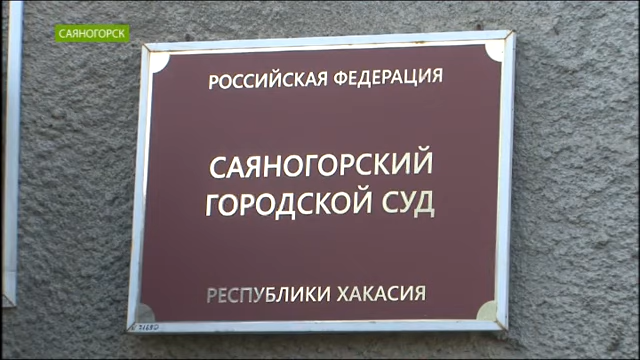 САЯНОГОРСК
РОССИЙСКАЯ ФЕДЕРАЦИЯ
САЯНОГОРСКИЙ
ГОРОДСКОЙ СУД
РЕСПУБЛИКИ ХАКАСИЯ